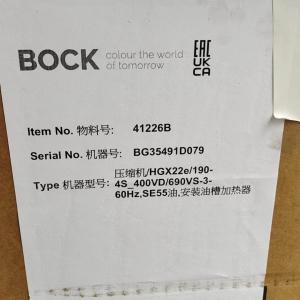 BOCK colour the world
of tomorrow
EAC
UK
CA
Item No. 物料号: 41226B
Serial No. 机器号: BG35491D079
Type 机器型号: 压缩机/HGX22e/190-
4S_400VD/690VS-3-
60Hz,SE55油,安装油槽加热器